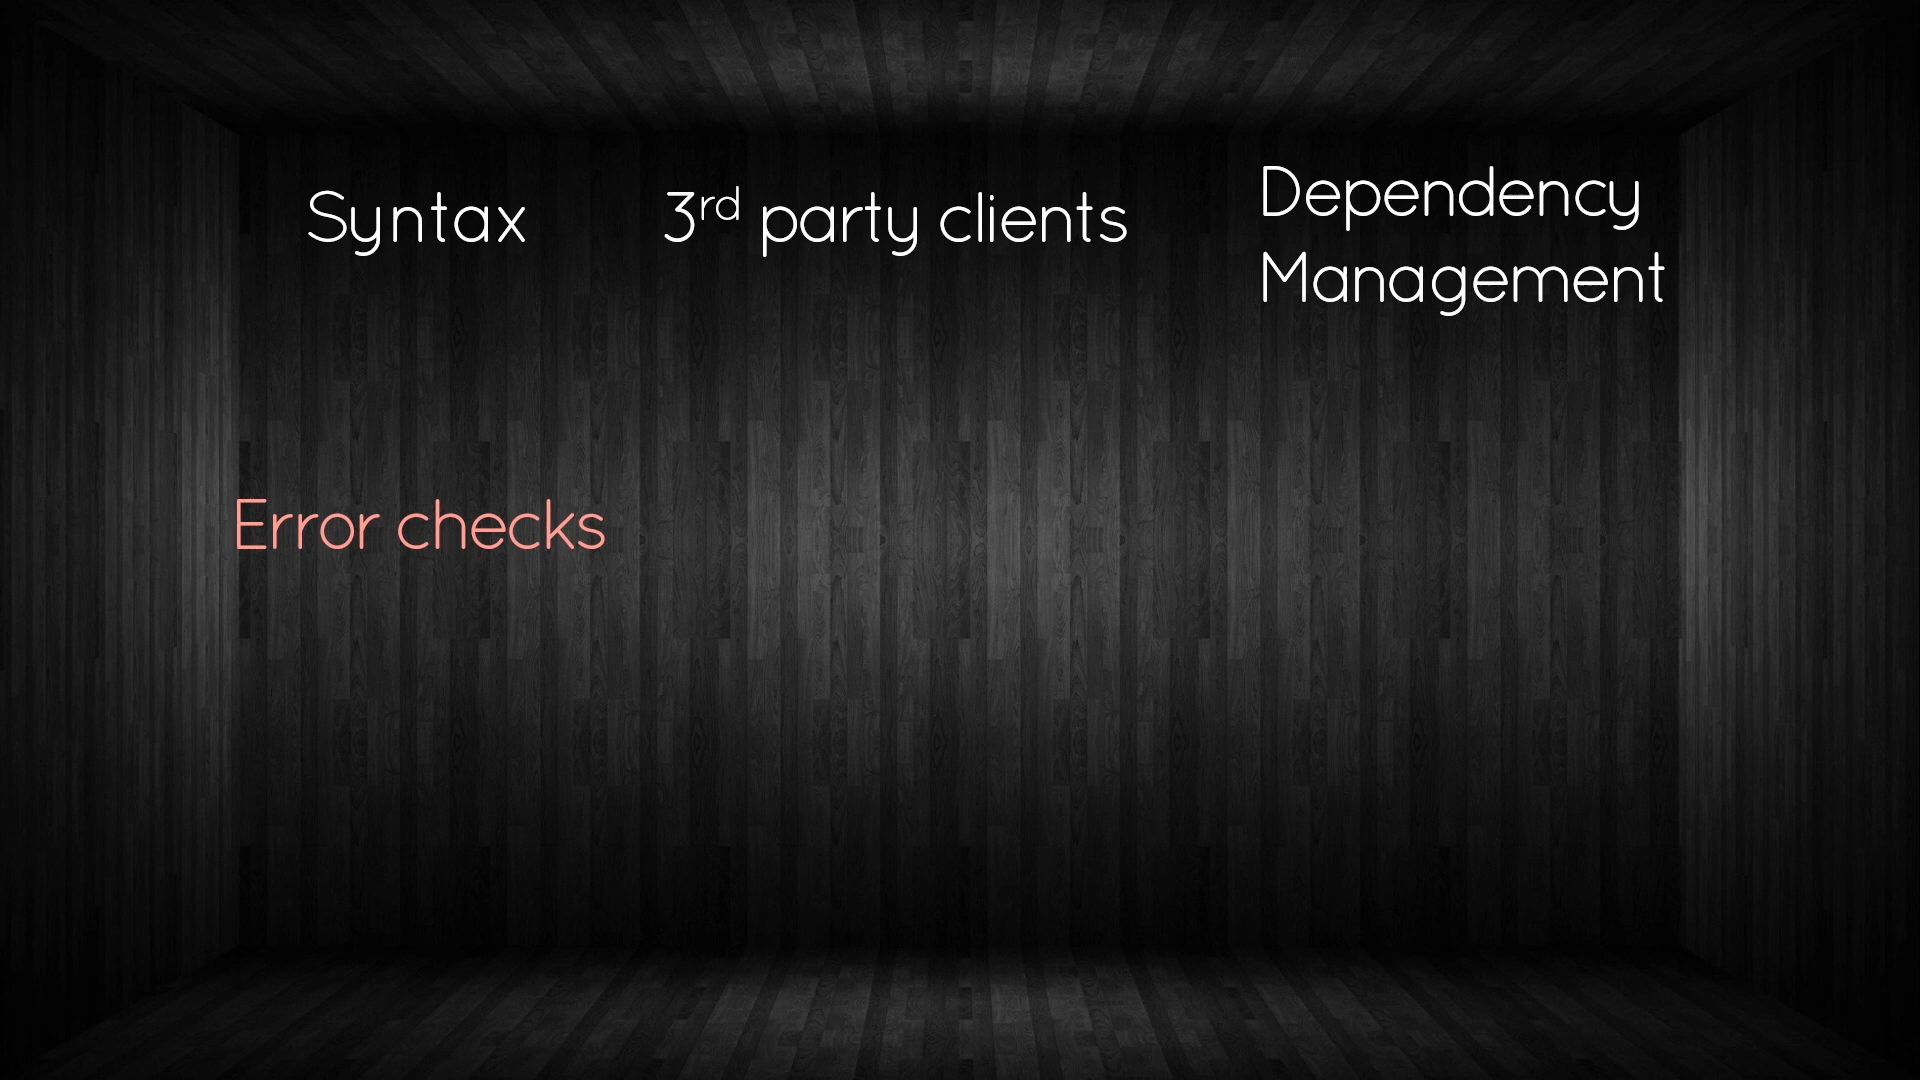 Syntax
3rd party clients
Dependency
Management
Error checks